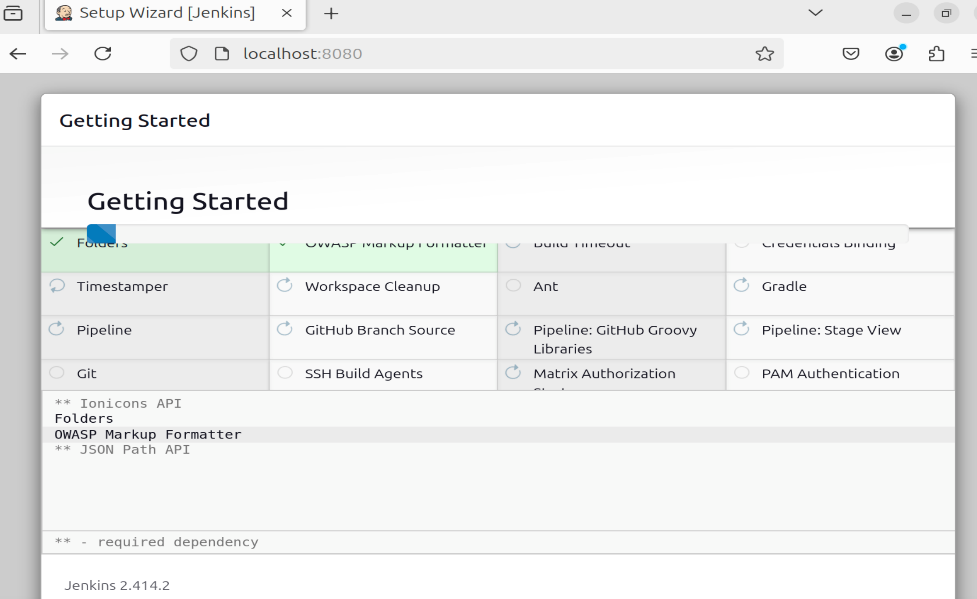 Setup Wizard [Jenkins]
localhost:8080
Getting Started
Getting Started
Folders OWASP Markup Formatter Build Timeout Credentials Binding
Timestamper Workspace Cleanup Ant Gradle
Pipeline GitHub Branch Source Pipeline: GitHub Groovy Pipeline: Stage View
Libraries
Git SSH Build Agents Matrix Authorization PAM Authentication
** Ionicons API
Folders
OWASP Markup Formatter
** JSON Path API
** - required dependency
Jenkins 2.414.2